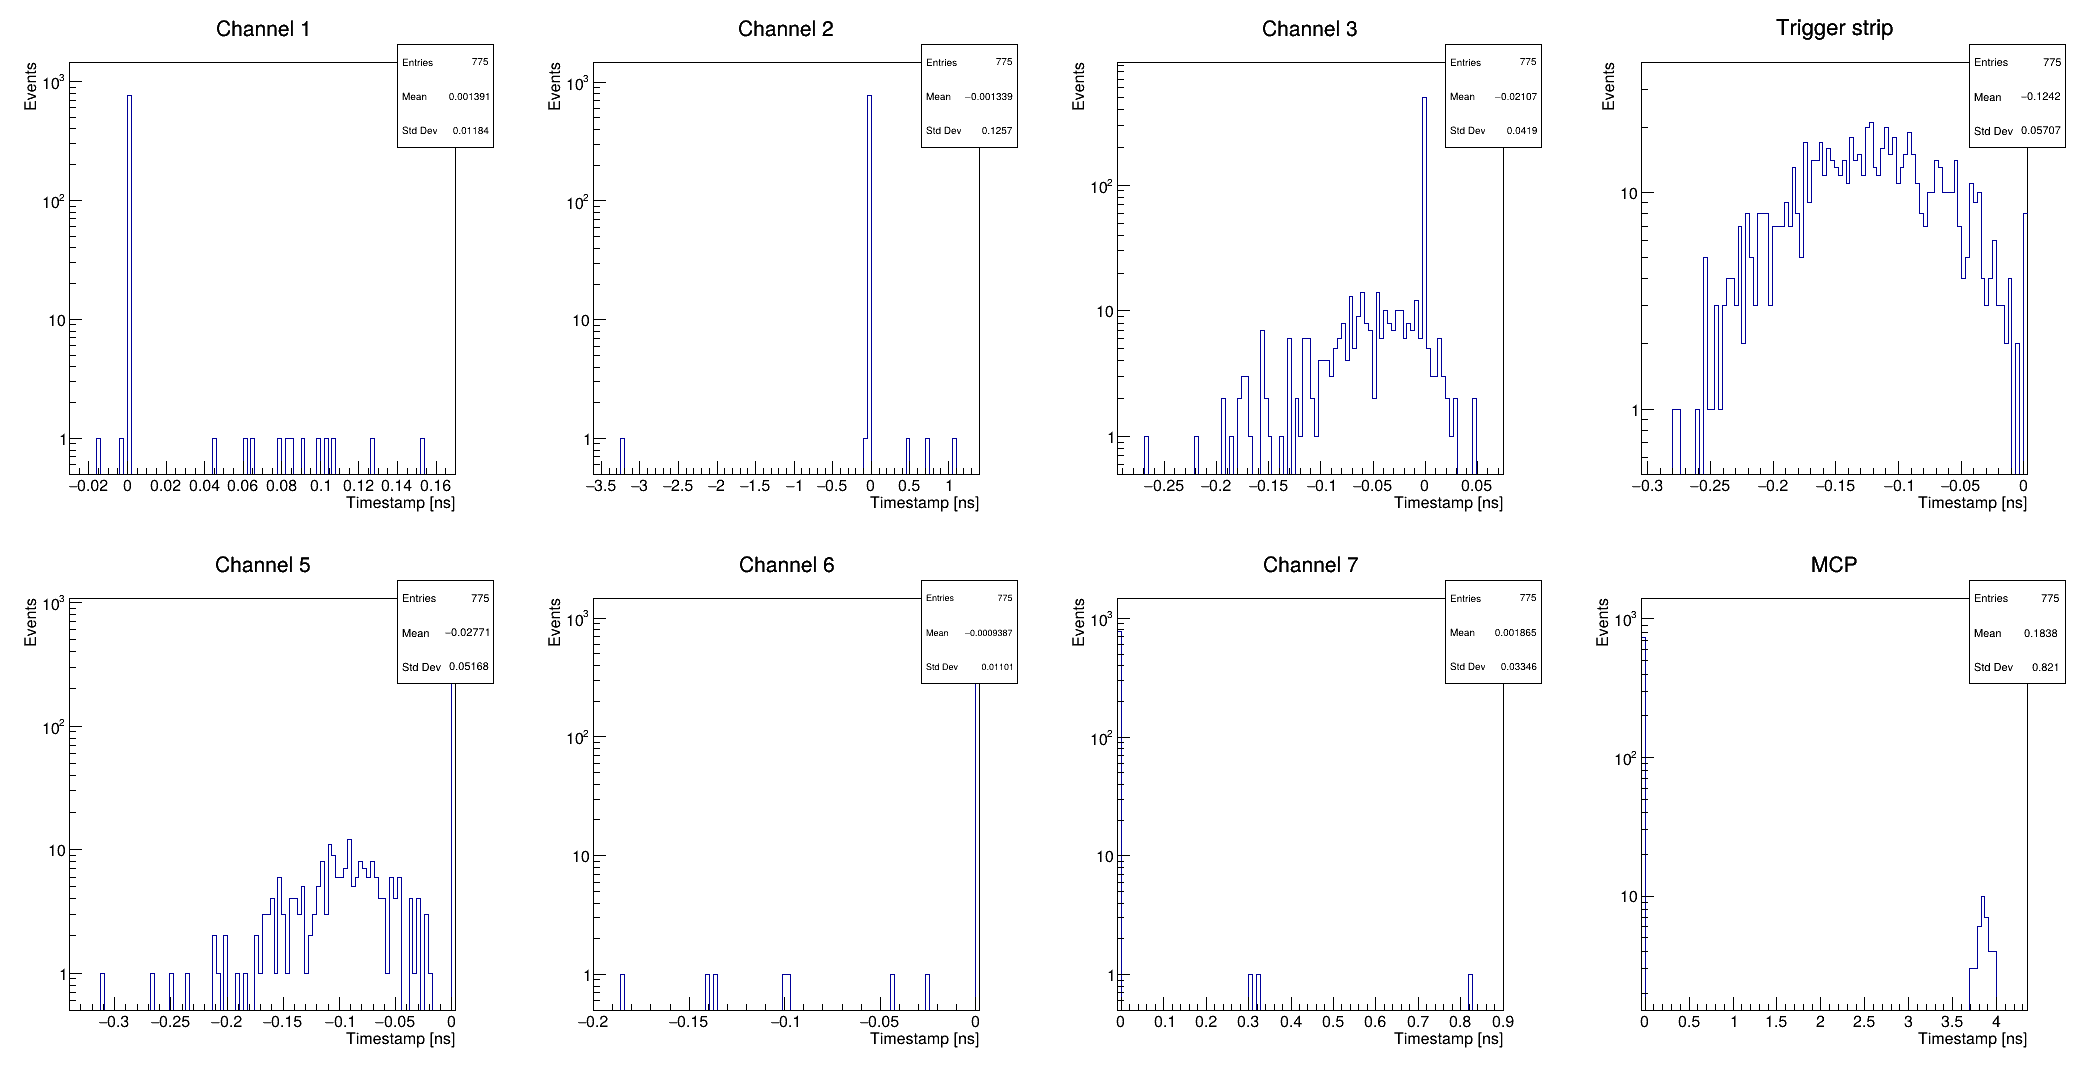 Channel 1
Events
Entries 775
Mean 0.001391
Std Dev 0.01184
10³
10²
10
1
−0.02 0 0.02 0.04 0.06 0.08 0.1 0.12 0.14 0.16
Timestamp [ns]
Channel 2
Events
Entries 775
Mean −0.001339
Std Dev 0.1257
10³
10²
10
1
−3.5 −3 −2.5 −2 −1.5 −1 −0.5 0 0.5 1
Timestamp [ns]
Channel 3
Events
Entries 775
Mean −0.02107
Std Dev 0.0419
10²
10
1
−0.25 −0.2 −0.15 −0.1 −0.05 0 0.05
Timestamp [ns]
Trigger strip
Events
Entries 775
Mean −0.1242
Std Dev 0.05707
10
1
−0.3 −0.25 −0.2 −0.15 −0.1 −0.05 0
Timestamp [ns]
Channel 5
Events
Entries 775
Mean −0.02771
Std Dev 0.05168
10³
10²
10
1
−0.3 −0.25 −0.2 −0.15 −0.1 −0.05 0
Timestamp [ns]
Channel 6
Events
Entries 775
Mean −0.0009387
Std Dev 0.01101
10³
10²
10
1
−0.2 −0.15 −0.1 −0.05 0
Timestamp [ns]
Channel 7
Events
Entries 775
Mean 0.001865
Std Dev 0.03346
10³
10²
10
1
0 0.1 0.2 0.3 0.4 0.5 0.6 0.7 0.8 0.9
Timestamp [ns]
MCP
Events
Entries 775
Mean 0.1838
Std Dev 0.821
10³
10²
10
0 0.5 1 1.5 2 2.5 3 3.5 4
Timestamp [ns]